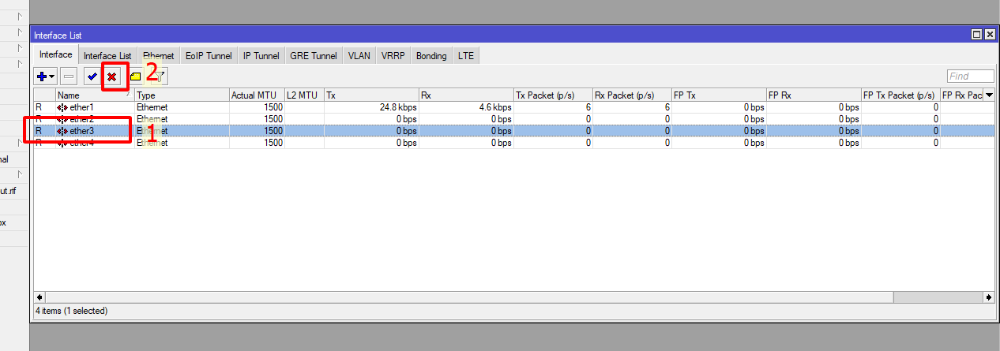 Interface List
Interface Interface List Ethernet EoIP Tunnel IP Tunnel GRE Tunnel VLAN VRRP Bonding LTE
2
Find
Name Type Actual MTU L2 MTU Tx Rx Tx Packet (p/s) Rx Packet (p/s) FP Tx FP Rx FP Tx Packet (p/s) FP Rx Pac
R ether1 Ethernet 1500 24.8 kbps 4.6 kbps 6 6 0 bps 0 bps 0
R ether2 Ethernet 1500 0 bps 0 bps 0 0 0 bps 0 bps 0
R ether3 1 Ethernet 1500 0 bps 0 bps 0 0 0 bps 0 bps 0
R ether4 Ethernet 1500 0 bps 0 bps 0 0 0 bps 0 bps 0
nal
ut.rif
ox
4 items (1 selected)